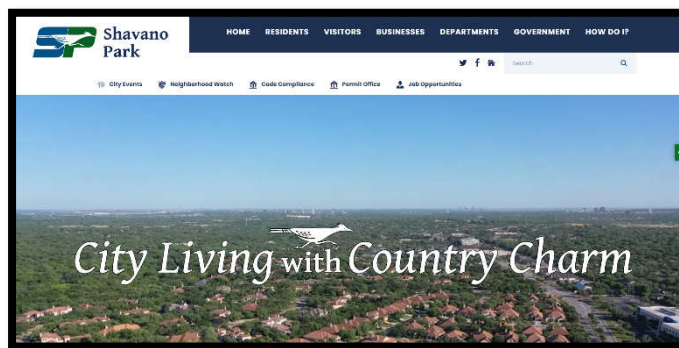 Shavano
Park
HOME RESIDENTS VISITORS BUSINESSES DEPARTMENTS GOVERNMENT HOW DO I?
Search
City Events Neighborhood Watch Code Compliance Permit Office Job Opportunities
City Living with Country Charm